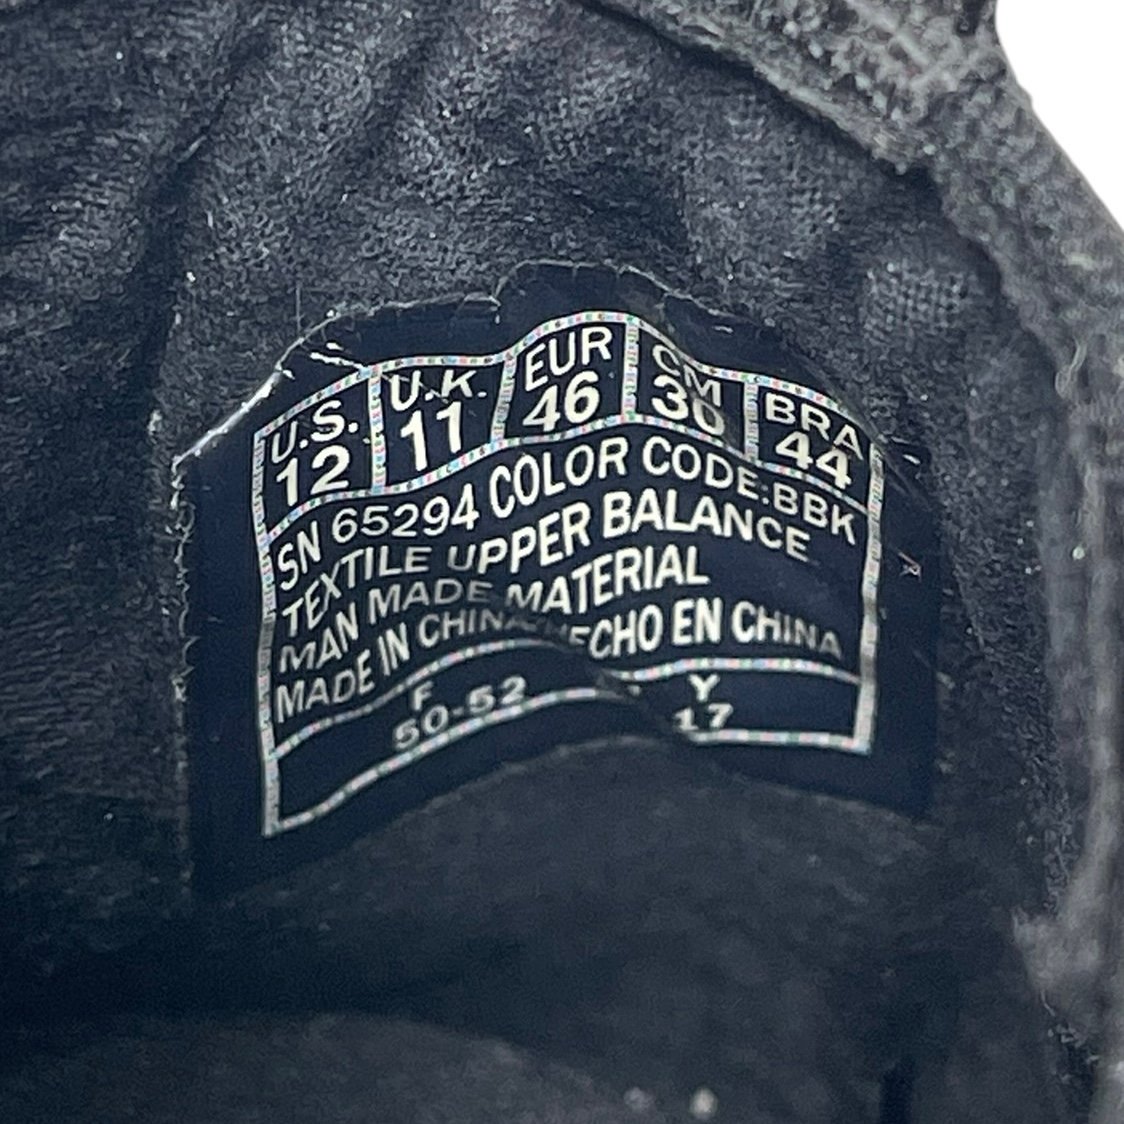 U.S. U.K. EUR CM BRA
12 11 46 30 44
SN 65294 COLOR CODE:BBK
TEXTILE UPPER BALANCE
MAN MADE MATERIAL
MADE IN CHINA HECHO EN CHINA
F Y
50-52 17